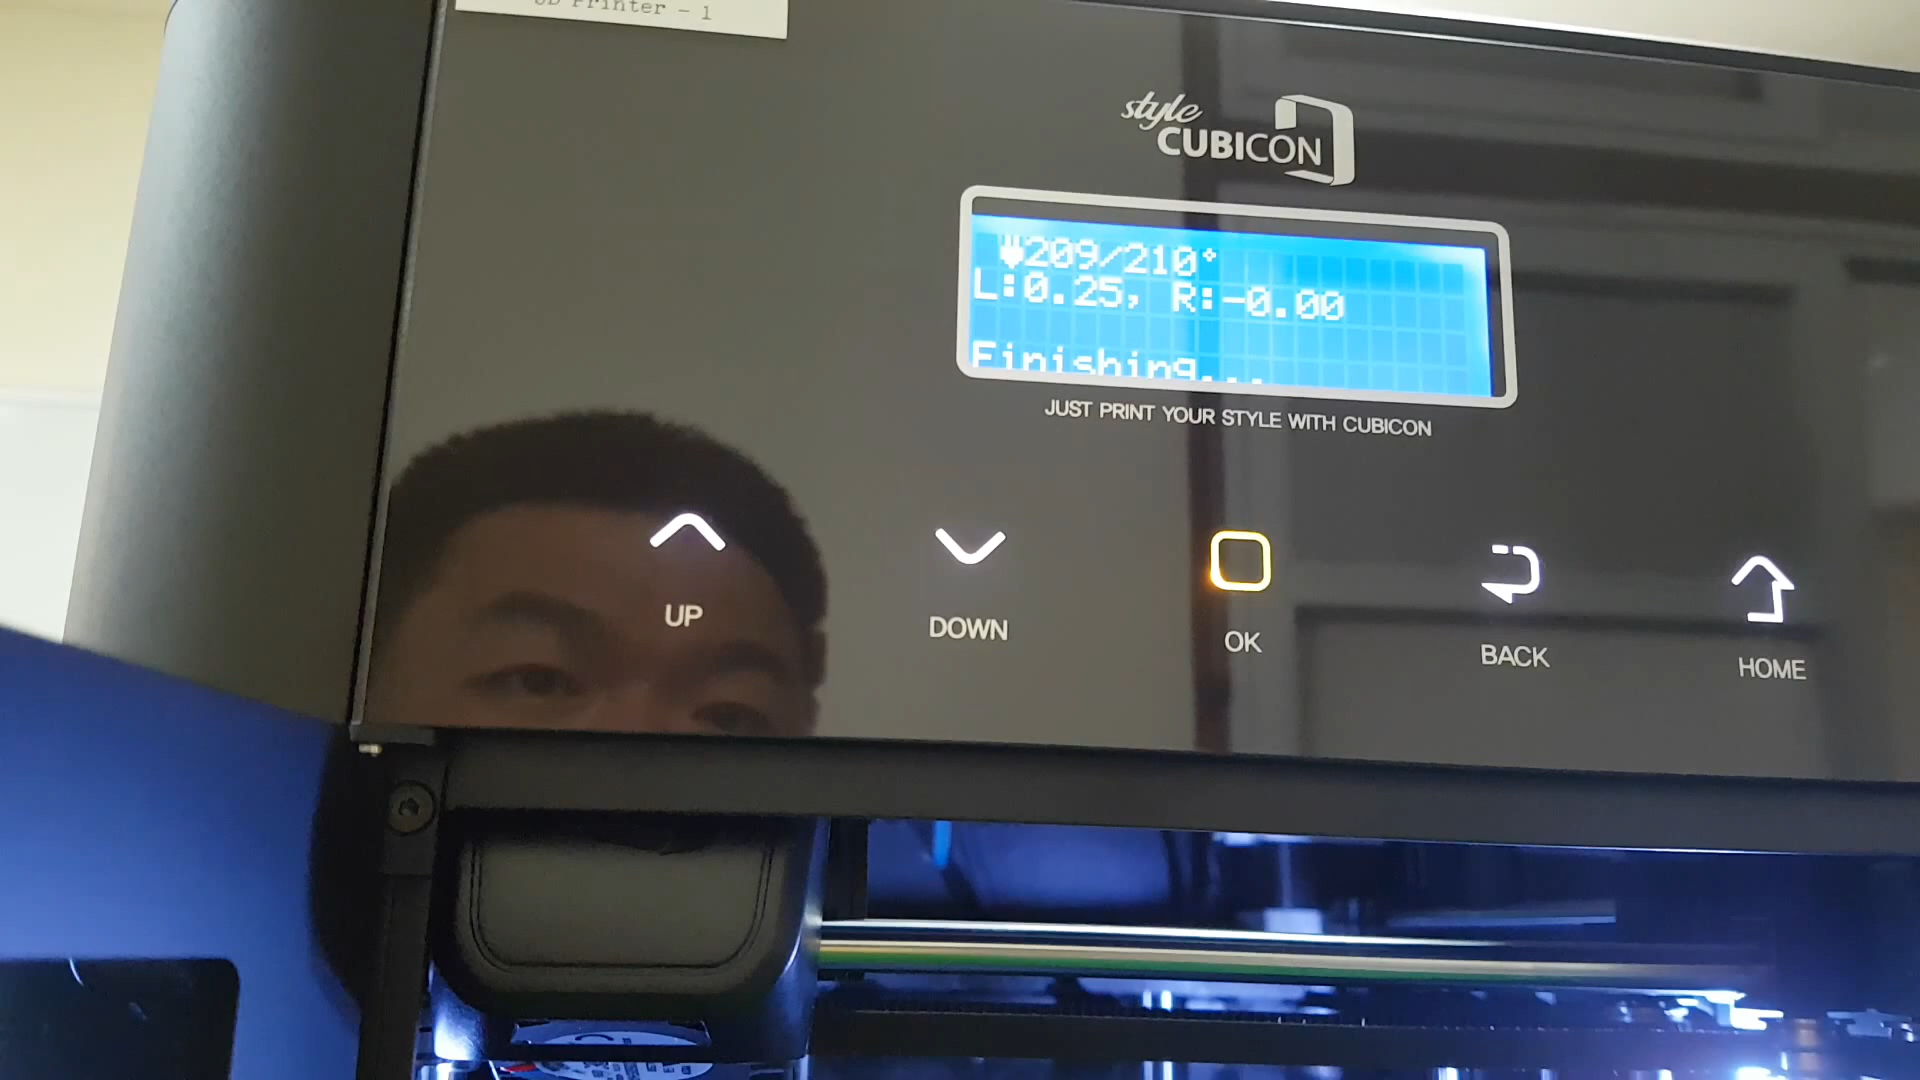 3D Printer - 1
style
CUBICON
209/210°
L:0.25, R:-0.00
Finishing...
JUST PRINT YOUR STYLE WITH CUBICON
UP
DOWN
OK
BACK
HOME